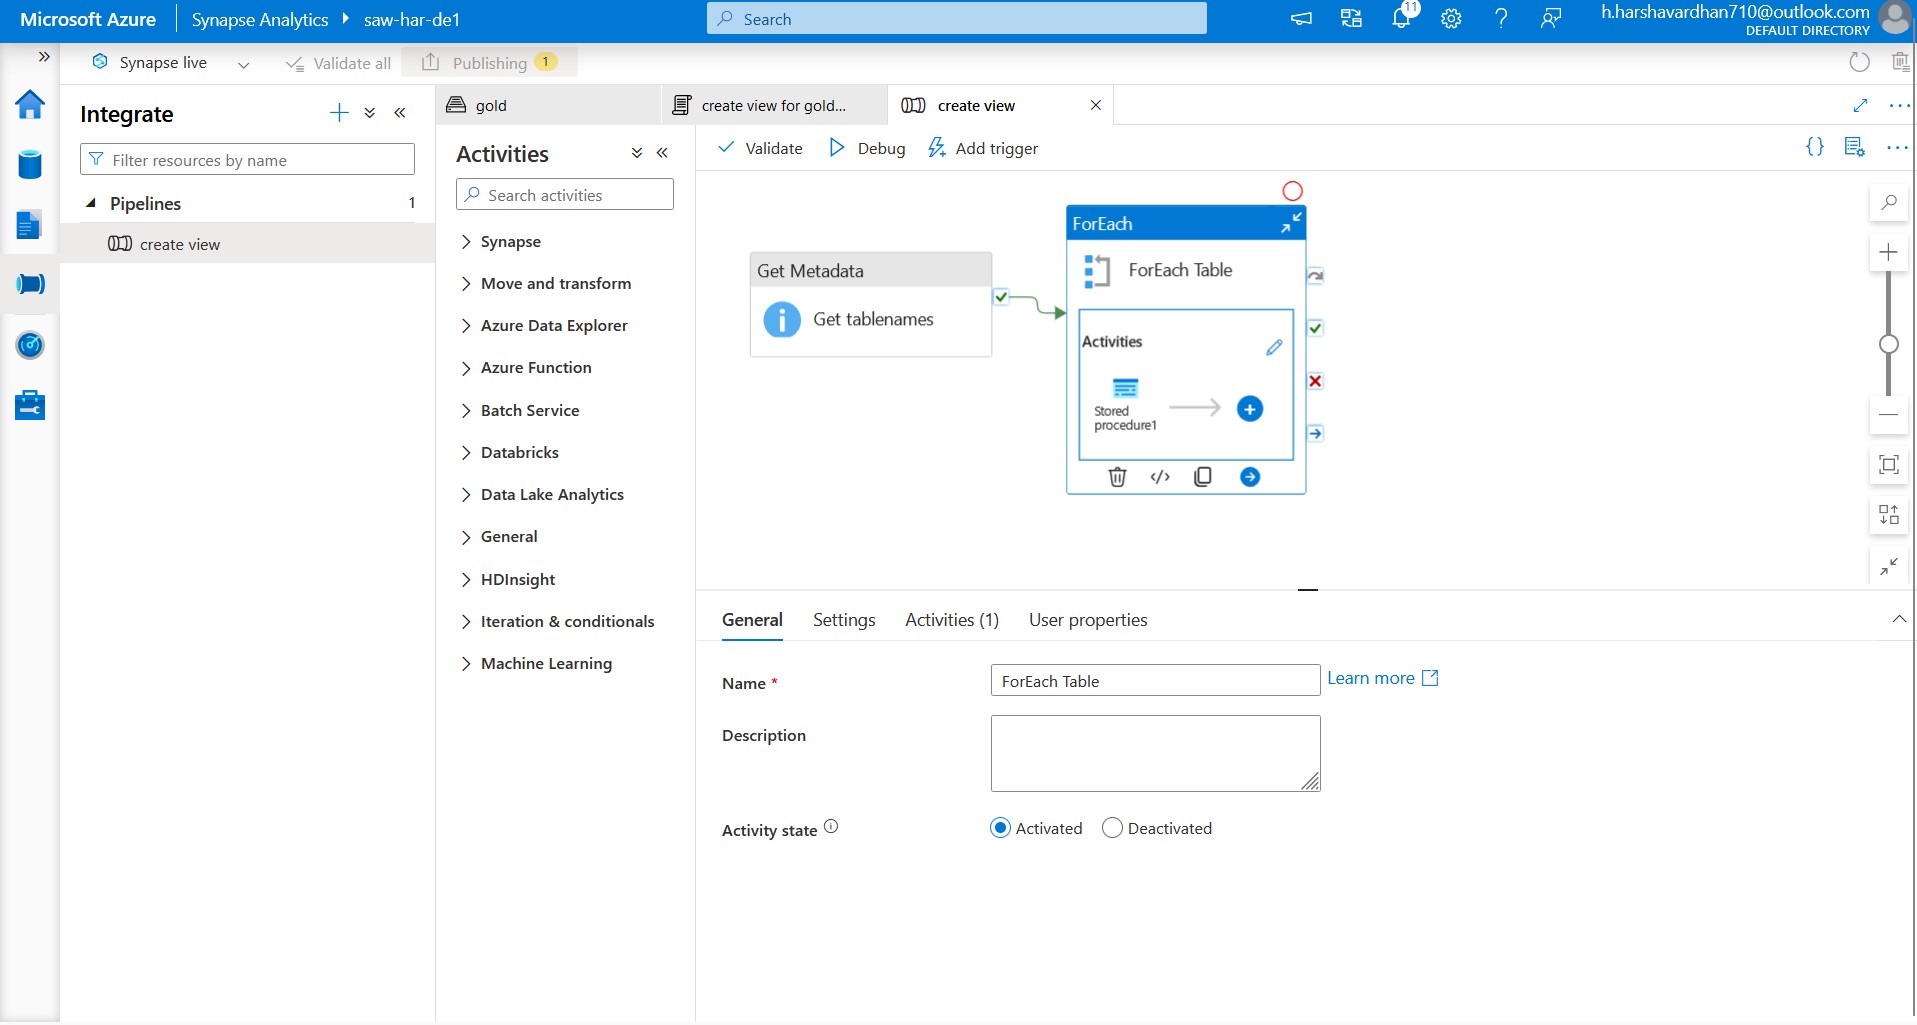 Microsoft Azure
Synapse Analytics
saw-har-de1
Search
11
h.harshavardhan710@outlook.com
DEFAULT DIRECTORY
Synapse live
Validate all
Publishing 1
Integrate
Filter resources by name
Pipelines 1
create view
gold
create view for gold...
create view
Activities
Search activities
Synapse
Move and transform
Azure Data Explorer
Azure Function
Batch Service
Databricks
Data Lake Analytics
General
HDInsight
Iteration & conditionals
Machine Learning
Validate
Debug
Add trigger
Get Metadata
Get tablenames
ForEach
ForEach Table
Activities
Stored
procedure1
General
Settings
Activities (1)
User properties
Name *
ForEach Table
Learn more
Description
Activity state
Activated
Deactivated